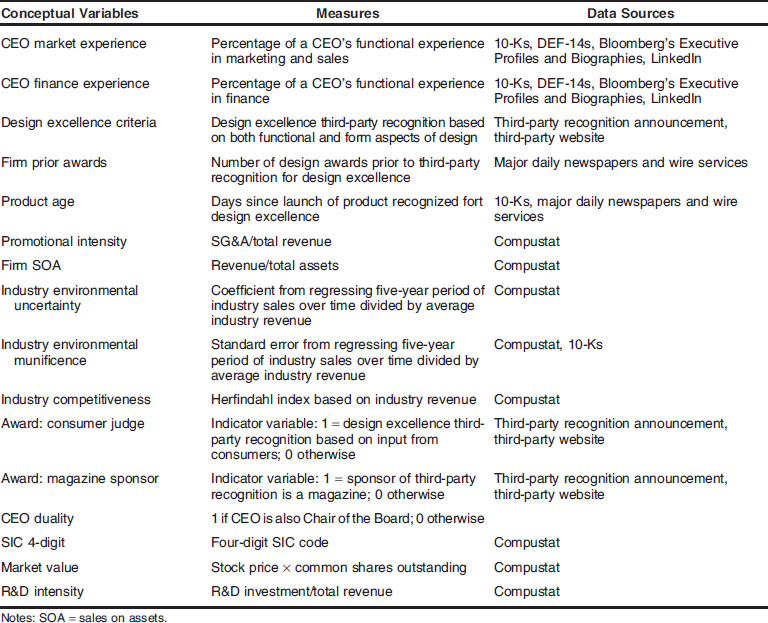 Conceptual Variables Measures Data Sources
CEO market experience Percentage of a CEO's functional experience 10-Ks, DEF-14s, Bloomberg's Executive
in marketing and sales Profiles and Biographies, LinkedIn
CEO finance experience Percentage of a CEO's functional experience 10-Ks, DEF-14s, Bloomberg's Executive
in finance Profiles and Biographies, LinkedIn
Design excellence criteria Design excellence third-party recognition based Third-party recognition announcement,
on both functional and form aspects of design third-party website
Firm prior awards Number of design awards prior to third-party Major daily newspapers and wire services
recognition for design excellence
Product age Days since launch of product recognized fort 10-Ks, major daily newspapers and wire
design excellence services
Promotional intensity SG&A/total revenue Compustat
Firm SOA Revenue/total assets Compustat
Industry environmental Coefficient from regressing five-year period of Compustat
uncertainty industry sales over time divided by average
industry revenue
Industry environmental Standard error from regressing five-year Compustat, 10-Ks
munificence period of industry sales over time divided by
average industry revenue
Industry competitiveness Herfindahl index based on industry revenue Compustat
Award: consumer judge Indicator variable: 1 = design excellence third- Third-party recognition announcement,
party recognition based on input from third-party website
consumers; 0 otherwise
Award: magazine sponsor Indicator variable: 1 = sponsor of third-party Third-party recognition announcement,
recognition is a magazine; 0 otherwise third-party website
CEO duality 1 if CEO is also Chair of the Board; 0 otherwise
SIC 4-digit Four-digit SIC code Compustat
Market value Stock price × common shares outstanding Compustat
R&D intensity R&D investment/total revenue Compustat
Notes: SOA = sales on assets.